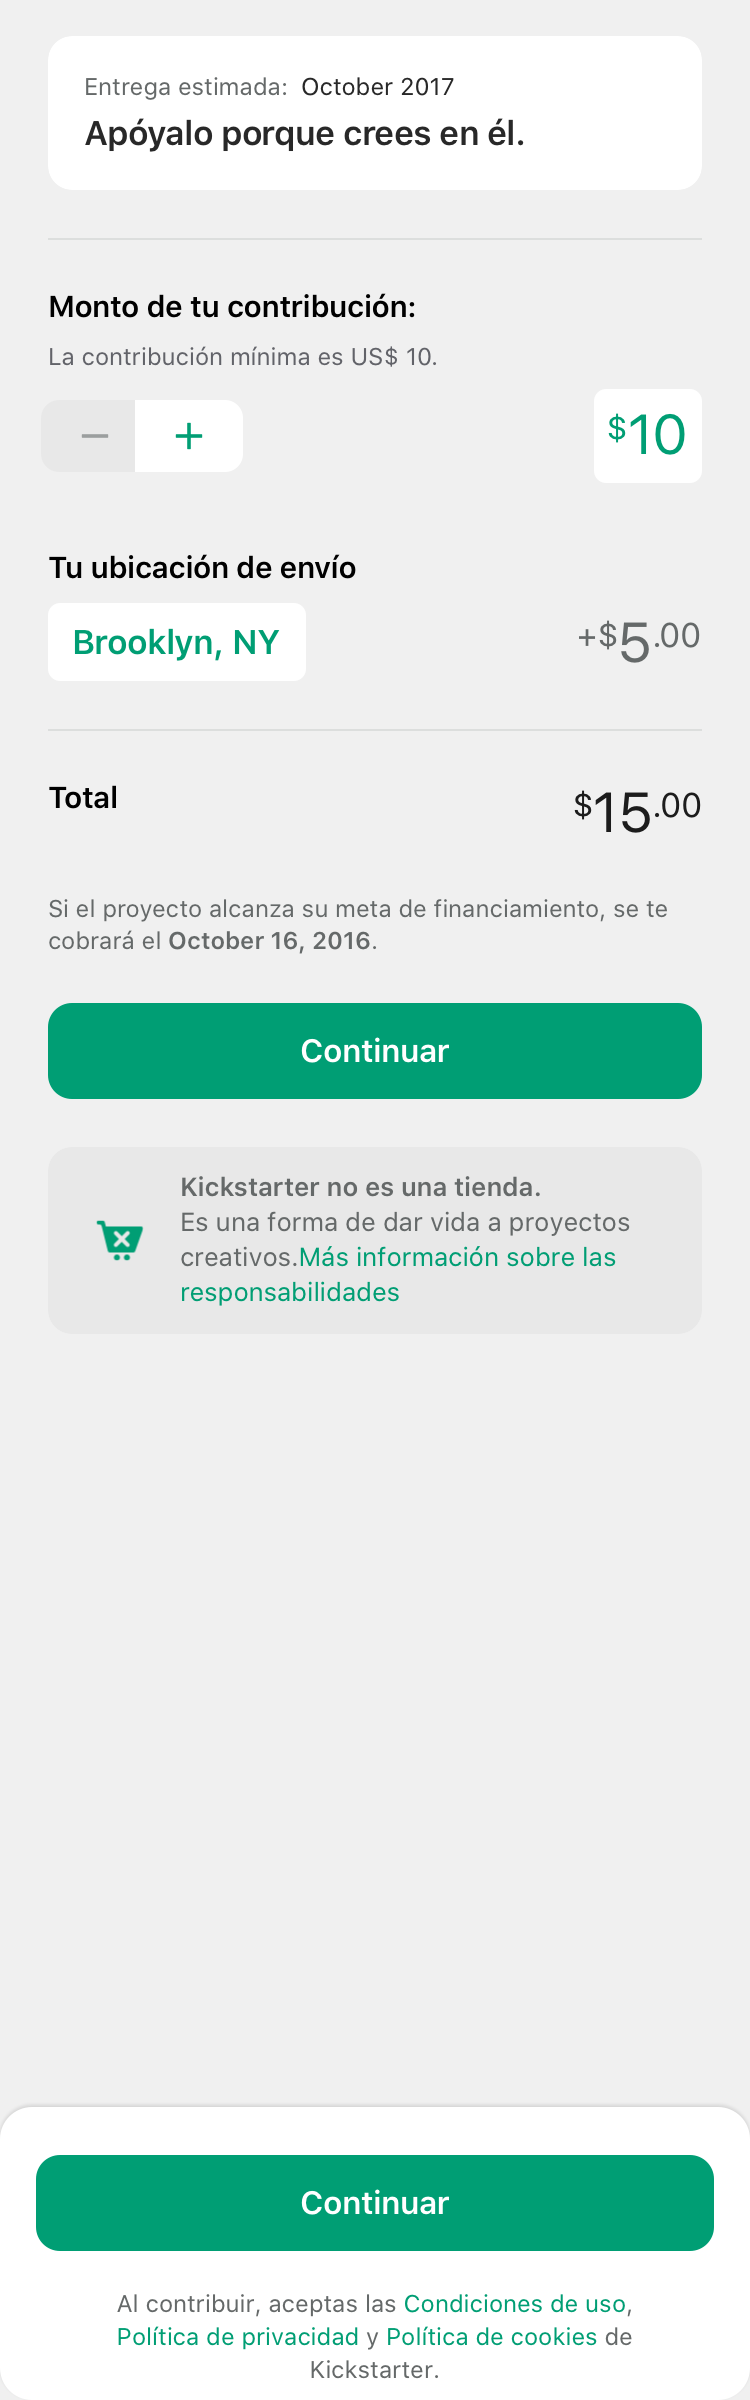 Entrega estimada: October 2017
Apóyalo porque crees en él.
Monto de tu contribución:
La contribución mínima es US$ 10.
$10
Tu ubicación de envío
Brooklyn, NY
+$5.00
Total
$15.00
Si el proyecto alcanza su meta de financiamiento, se te
cobrará el October 16, 2016.
Continuar
Kickstarter no es una tienda.
Es una forma de dar vida a proyectos
creativos.Más información sobre las
responsabilidades
Continuar
Al contribuir, aceptas las Condiciones de uso,
Política de privacidad y Política de cookies de
Kickstarter.